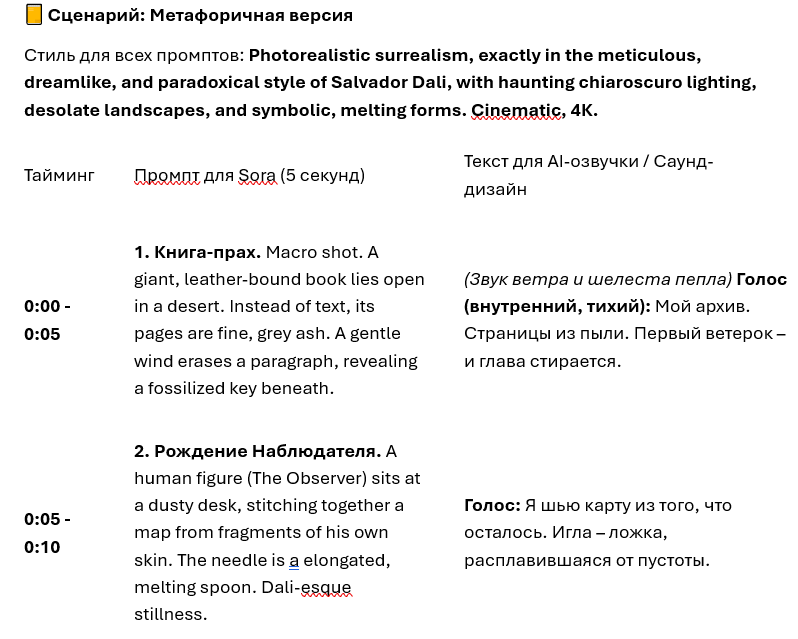 Сценарий: Метафоричная версия
Стиль для всех промптов: Photorealistic surrealism, exactly in the meticulous,
dreamlike, and paradoxical style of Salvador Dali, with haunting chiaroscuro lighting,
desolate landscapes, and symbolic, melting forms. Cinematic, 4K.
Тайминг
Промпт для Sora (5 секунд)
Текст для AI-озвучки / Саунд-
дизайн
0:00 -
0:05
1. Книга-прах. Macro shot. A
giant, leather-bound book lies open
in a desert. Instead of text, its
pages are fine, grey ash. A gentle
wind erases a paragraph, revealing
a fossilized key beneath.
(Звук ветра и шелеста пепла) Голос
(внутренний, тихий): Мой архив.
Страницы из пыли. Первый ветерок –
и глава стирается.
0:05 -
0:10
2. Рождение Наблюдателя. A
human figure (The Observer) sits at
a dusty desk, stitching together a
map from fragments of his own
skin. The needle is a elongated,
melting spoon. Dali-esque
stillness.
Голос: Я шью карту из того, что
осталось. Игла – ложка,
расплавившаяся от пустоты.